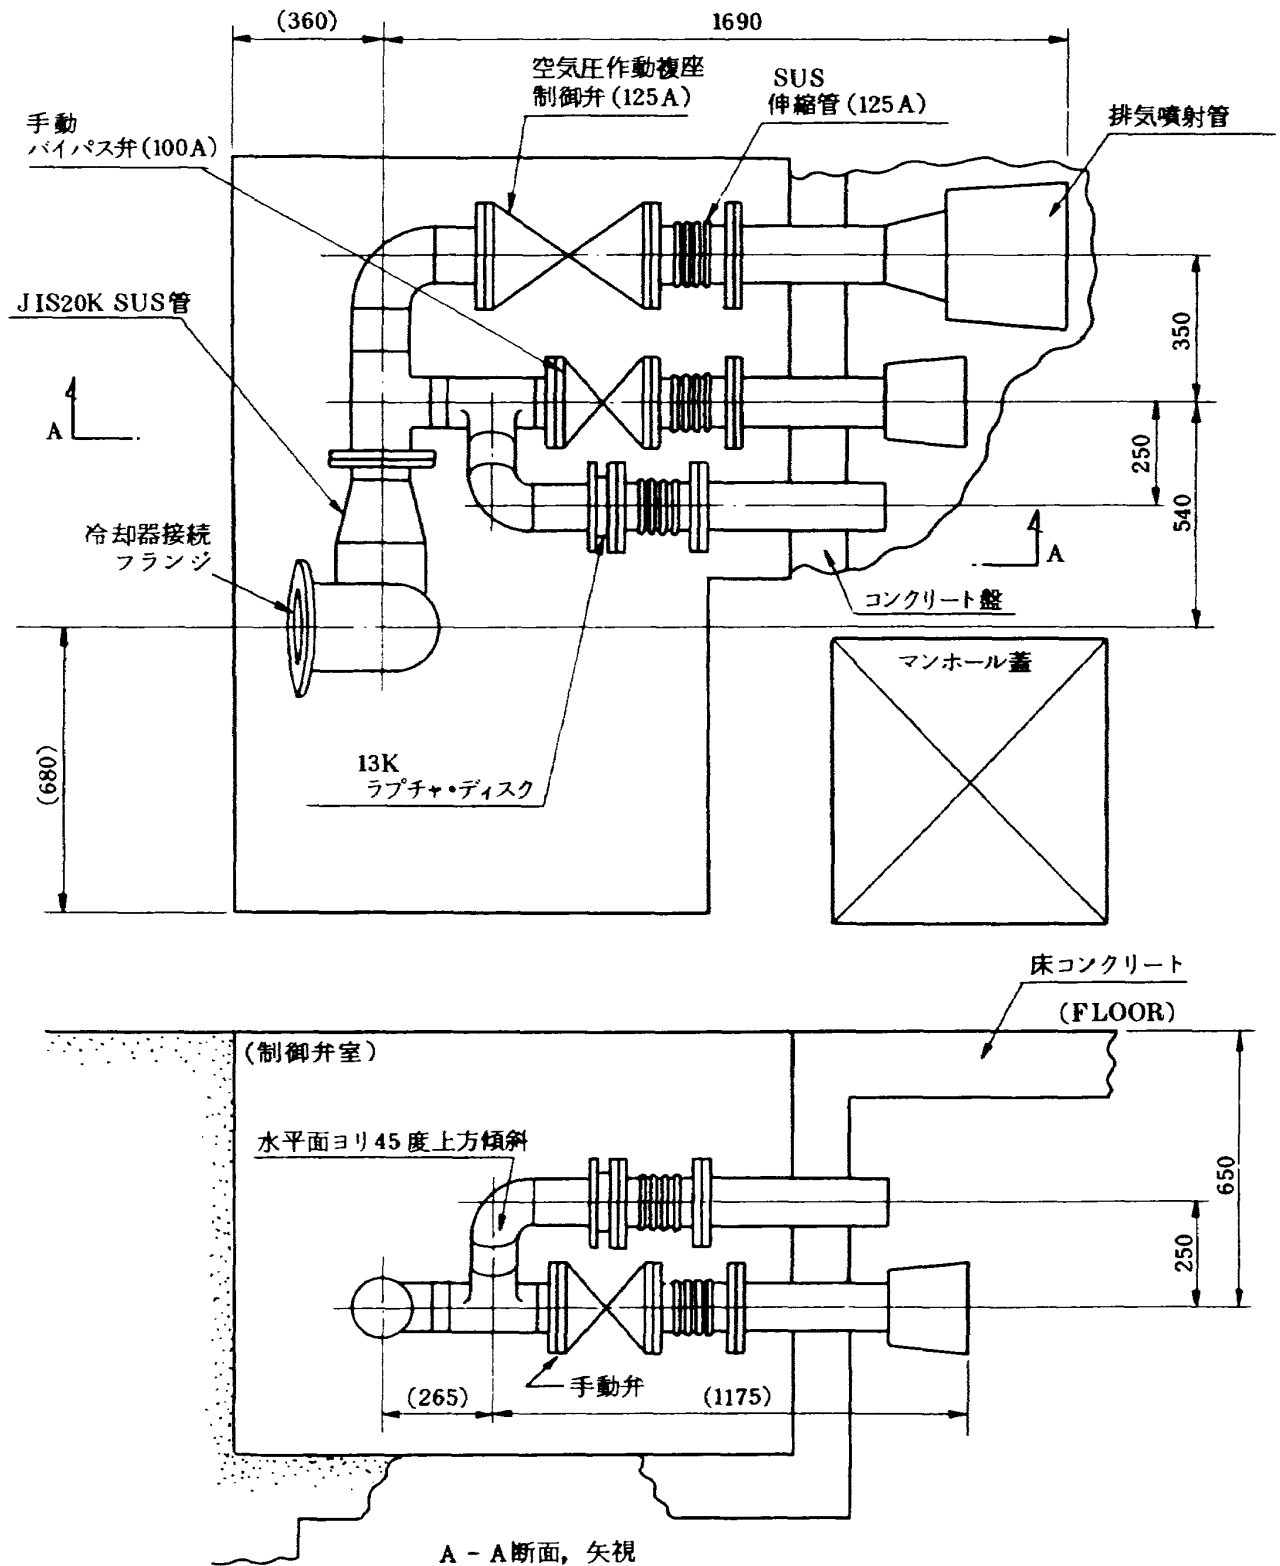 (360)
1690
空気圧作動複座
制御弁(125A)
SUS
伸縮管(125A)
排気噴射管
手動
バイパス弁(100A)
JIS20K SUS管
350
A
250
540
冷却器接続
フランジ
A
コンクリート盤
マンホール蓋
(680)
13K
ラプチャ・ディスク
床コンクリート
(FLOOR)
(制御弁室)
水平面ヨリ45度上方傾斜
650
250
手動弁
(265)
(1175)
A - A断面, 矢視